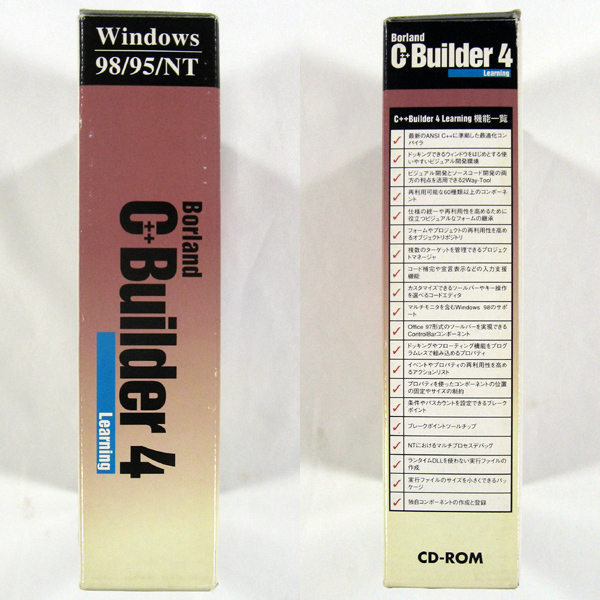 Windows
98/95/NT
Borland
C++Builder 4
Learning
Borland
C++Builder 4
Learning
C++Builder 4 Learning 機能一覧
最新のANSI C++に準拠した最適化コン
パイラ
ドッキングできるウィンドウをはじめとする使
いやすいビジュアル開発環境
ビジュアル開発とソースコード開発の両
方の利点を活用できる2Way-Tool
再利用可能な60種類以上のコンポーネ
ント
仕様の統一や再利用性を高めるために
役立つビジュアルなフォームの継承
フォームやプロジェクトの再利用性を高め
るオブジェクトリポジトリ
複数のターゲットを管理できるプロジェク
トマネージャ
コード補完や宣言表示などの入力支援
機能
カスタマイズできるツールバーやキー操作
を選べるコードエディタ
マルチモニタを含むWindows 98のサポ
ート
Office 97形式のツールバーを実現できる
ControlBarコンポーネント
ドッキングやフローティング機能をプログ
ラムレスで組み込めるプロパティ
イベントやプロパティの再利用性を高め
るアクションリスト
プロパティを使ったコンポーネントの位置
の固定やサイズの制約
条件やパスカウントを設定できるブレーク
ポイント
ブレークポイントツールチップ
NTにおけるマルチプロセスデバッグ
ランタイムDLLを使わない実行ファイルの
作成
実行ファイルのサイズを小さくできるパッ
ケージ
独自コンポーネントの作成と登録
CD-ROM